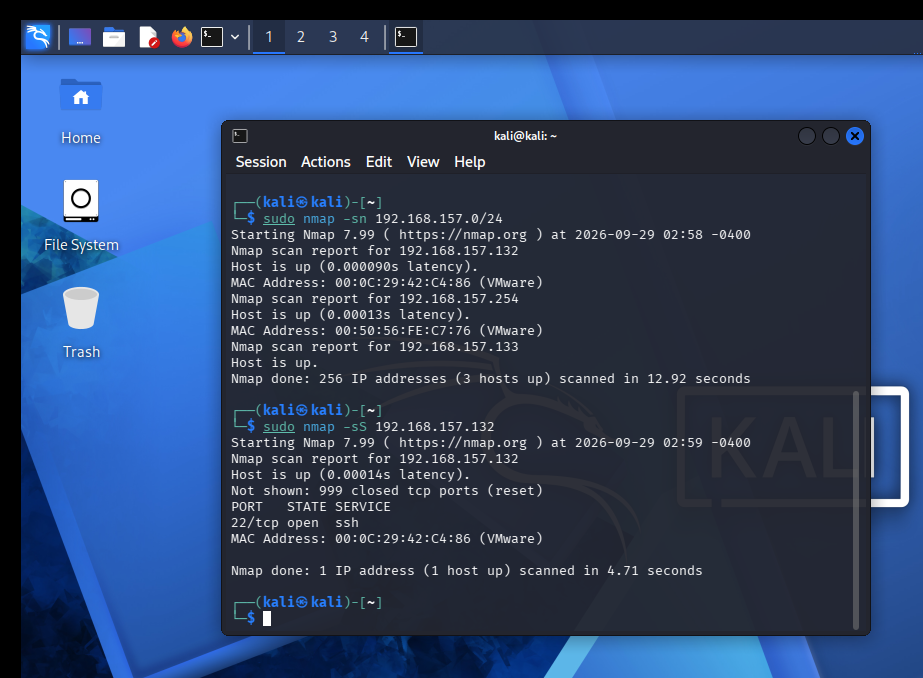 1 2 3 4
Home
File System
Trash
kali@kali: ~
Session Actions Edit View Help
┌──(kali㉿kali)-[~]
└─$ sudo nmap -sn 192.168.157.0/24
Starting Nmap 7.99 ( https://nmap.org ) at 2026-09-29 02:58 -0400
Nmap scan report for 192.168.157.132
Host is up (0.000090s latency).
MAC Address: 00:0C:29:42:C4:86 (VMware)
Nmap scan report for 192.168.157.254
Host is up (0.00013s latency).
MAC Address: 00:50:56:FE:C7:76 (VMware)
Nmap scan report for 192.168.157.133
Host is up.
Nmap done: 256 IP addresses (3 hosts up) scanned in 12.92 seconds
┌──(kali㉿kali)-[~]
└─$ sudo nmap -sS 192.168.157.132
Starting Nmap 7.99 ( https://nmap.org ) at 2026-09-29 02:59 -0400
Nmap scan report for 192.168.157.132
Host is up (0.00014s latency).
Not shown: 999 closed tcp ports (reset)
PORT   STATE SERVICE
22/tcp open  ssh
MAC Address: 00:0C:29:42:C4:86 (VMware)
Nmap done: 1 IP address (1 host up) scanned in 4.71 seconds
┌──(kali㉿kali)-[~]
└─$
KALI